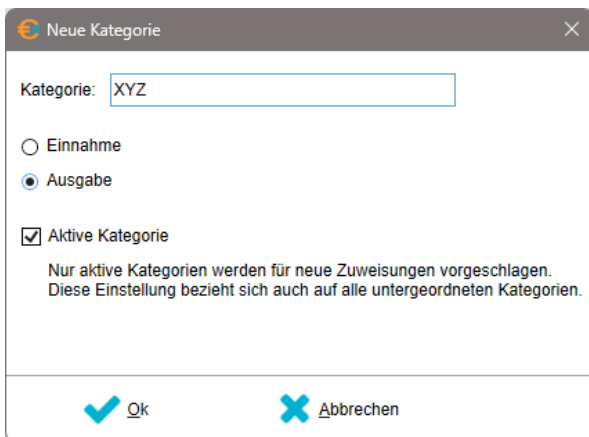 Neue Kategorie
Kategorie: XYZ
Einnahme
Ausgabe
Aktive Kategorie
Nur aktive Kategorien werden für neue Zuweisungen vorgeschlagen.
Diese Einstellung bezieht sich auch auf alle untergeordneten Kategorien.
Ok Abbrechen